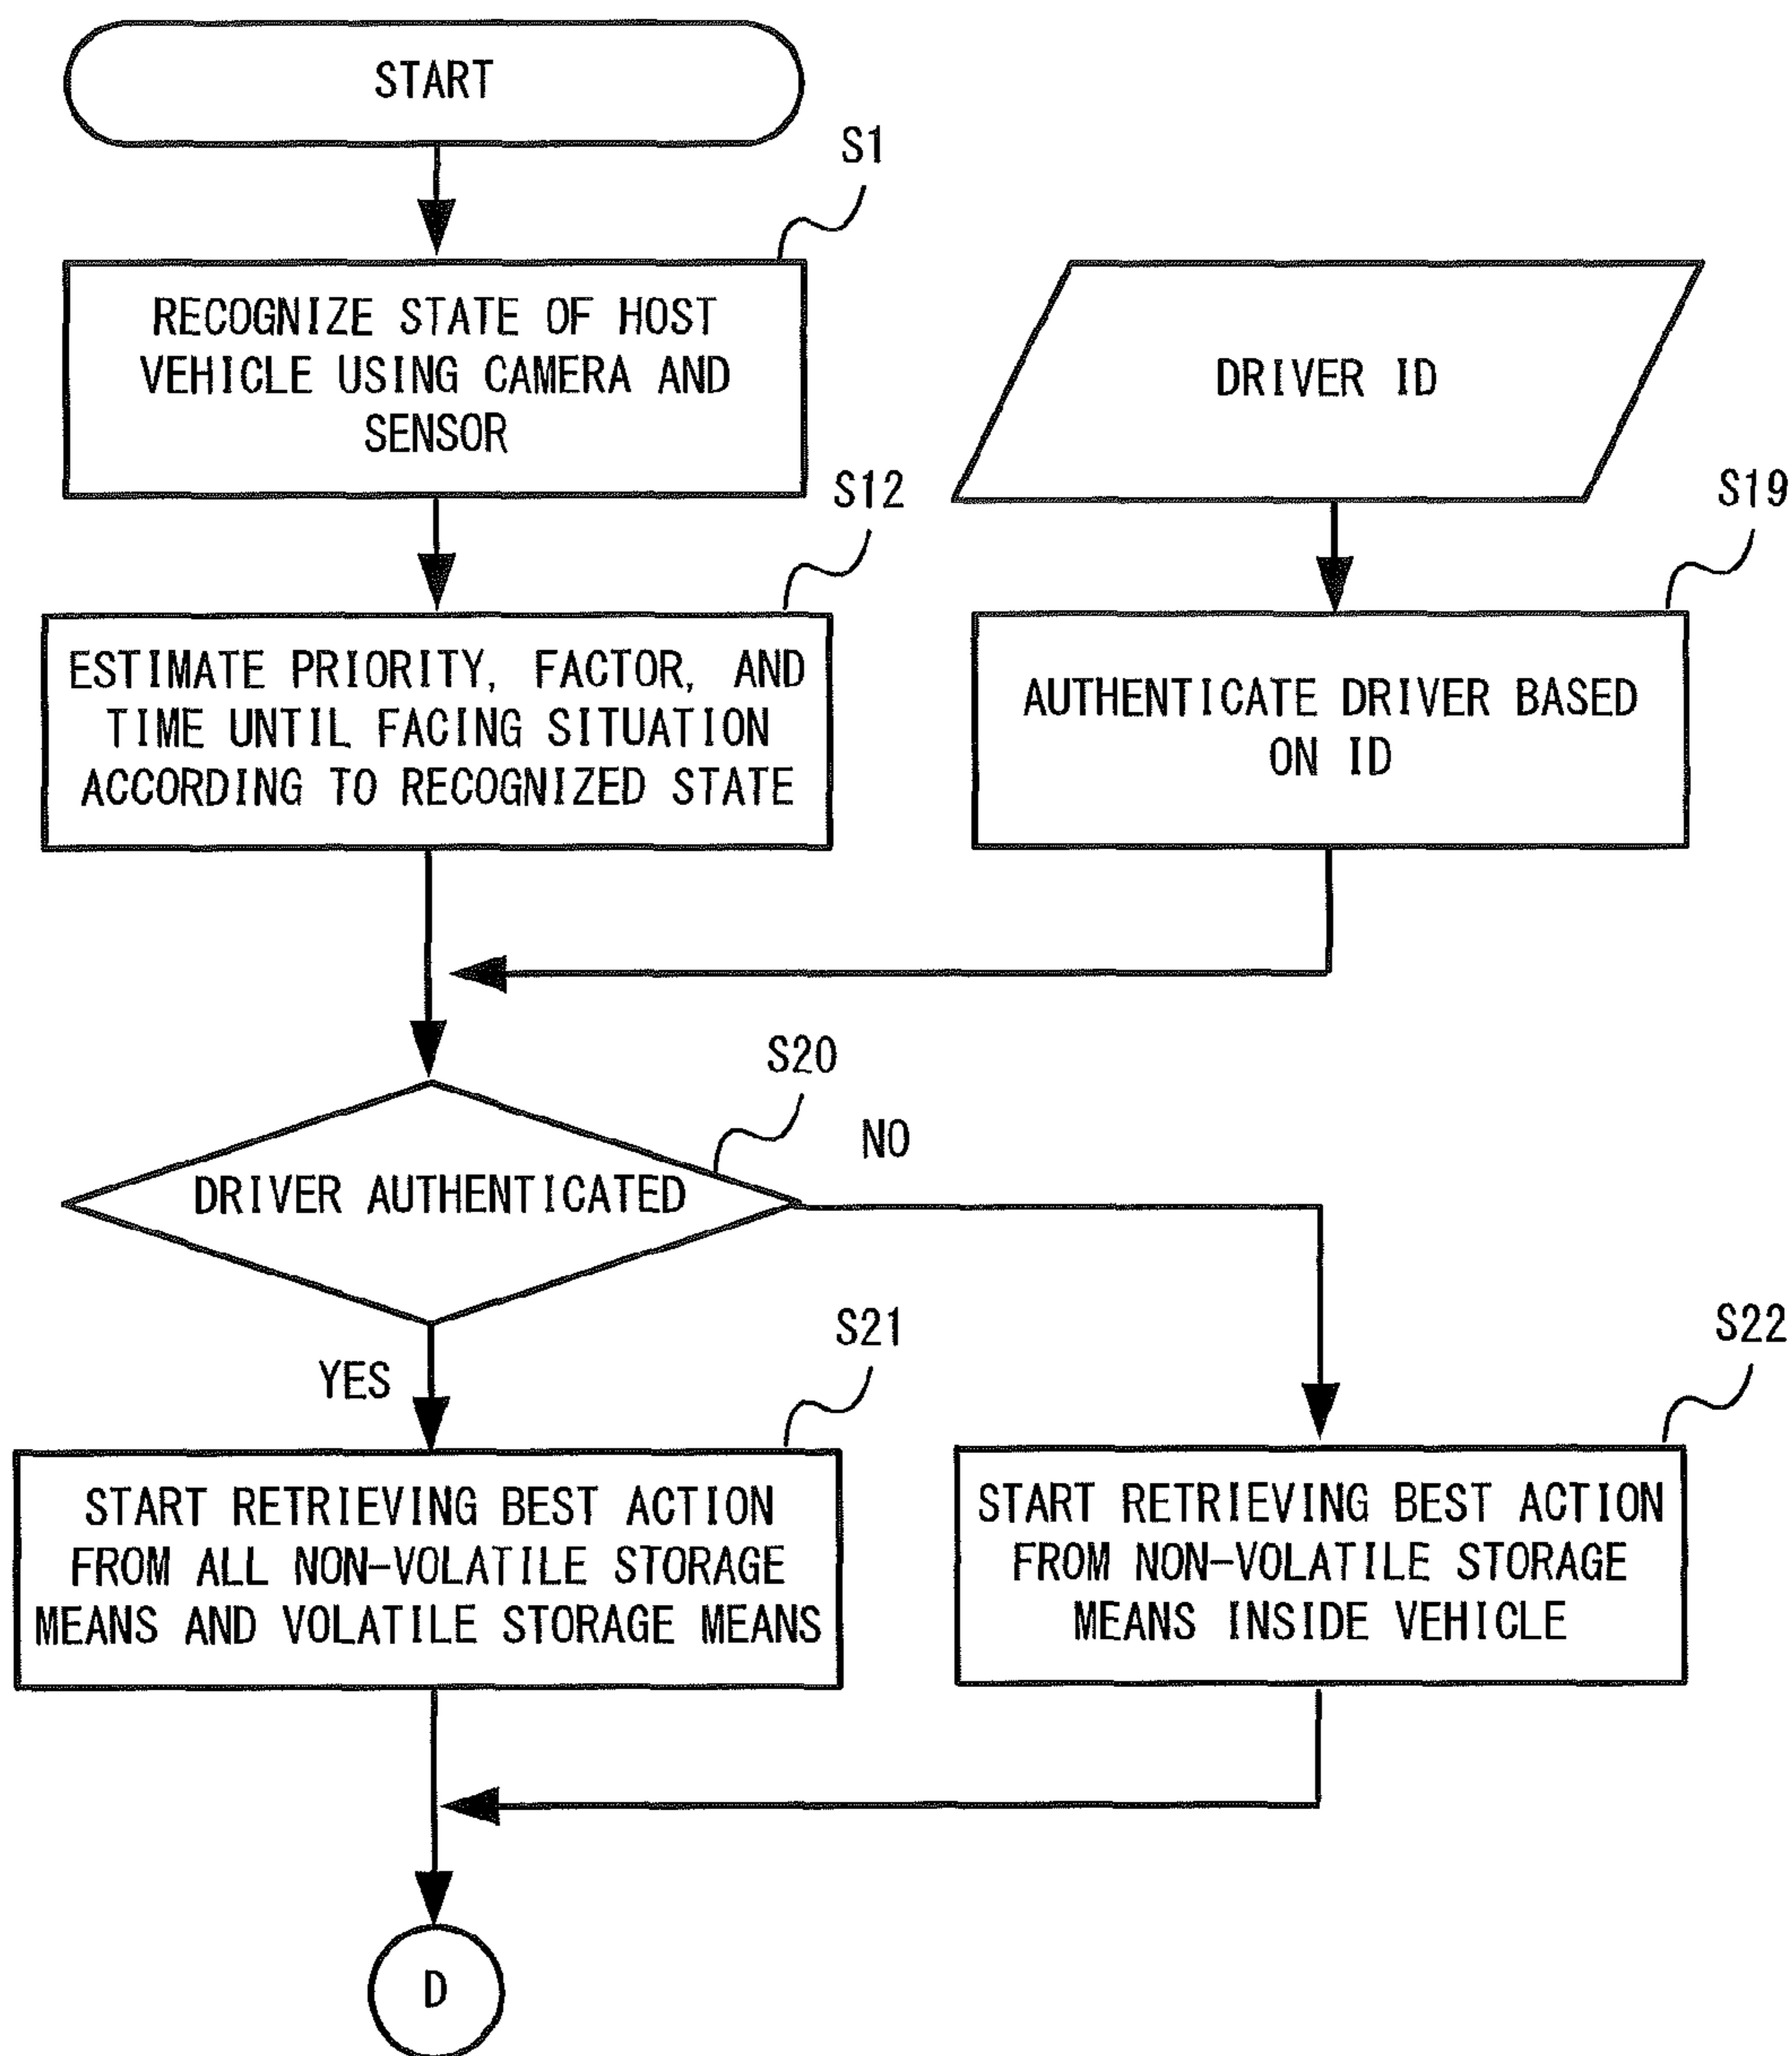 START
S1
RECOGNIZE STATE OF HOST
VEHICLE USING CAMERA AND
SENSOR
DRIVER ID
S12
S19
ESTIMATE PRIORITY, FACTOR, AND
TIME UNTIL FACING SITUATION
ACCORDING TO RECOGNIZED STATE
AUTHENTICATE DRIVER BASED
ON ID
S20
DRIVER AUTHENTICATED
NO
YES
S21
S22
START RETRIEVING BEST ACTION
FROM ALL NON-VOLATILE STORAGE
MEANS AND VOLATILE STORAGE MEANS
START RETRIEVING BEST ACTION
FROM NON-VOLATILE STORAGE
MEANS INSIDE VEHICLE
D